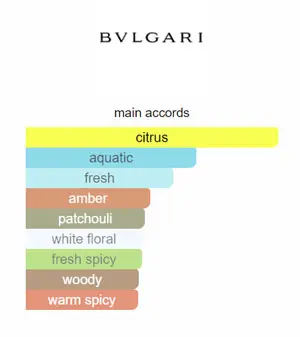 BVLGARI
main accords
citrus
aquatic
fresh
amber
patchouli
white floral
fresh spicy
woody
warm spicy